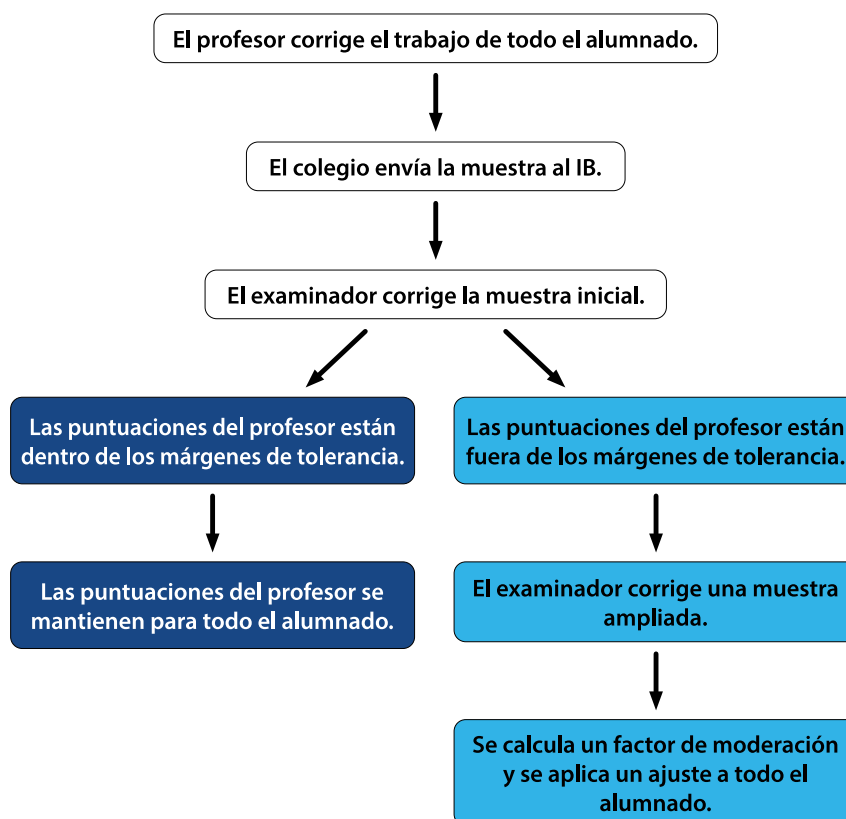 El profesor corrige el trabajo de todo el alumnado.
El colegio envía la muestra al IB.
El examinador corrige la muestra inicial.
Las puntuaciones del profesor están
dentro de los márgenes de tolerancia.
Las puntuaciones del profesor se
mantienen para todo el alumnado.
Las puntuaciones del profesor están
fuera de los márgenes de tolerancia.
El examinador corrige una muestra
ampliada.
Se calcula un factor de moderación
y se aplica un ajuste a todo el
alumnado.